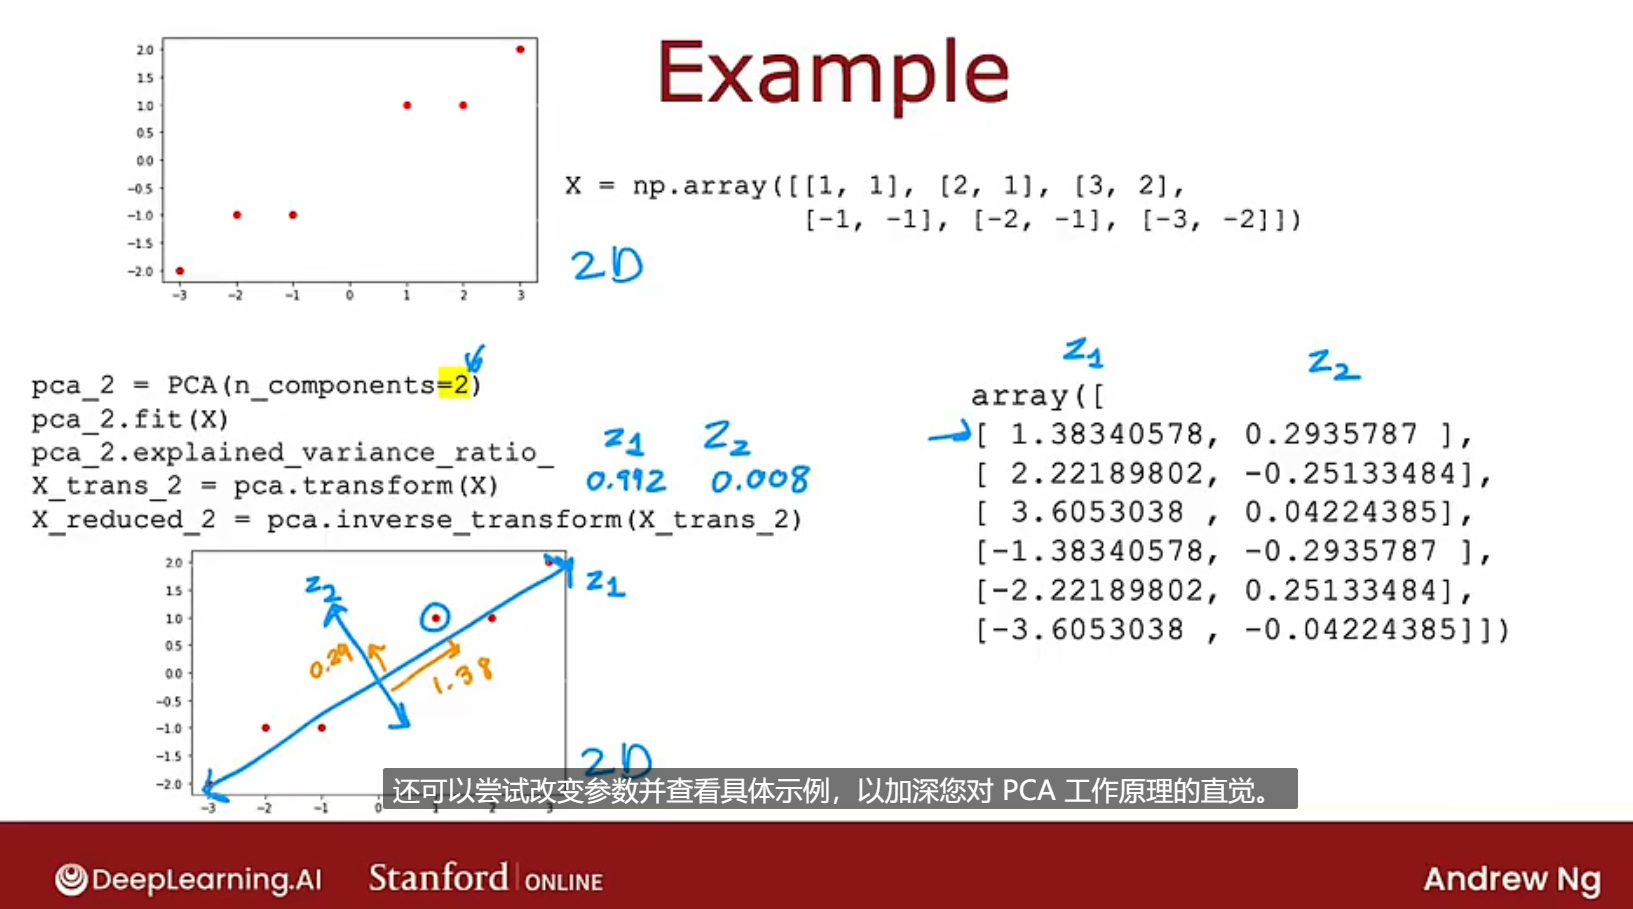 Example
2.0
1.5
1.0
0.5
0.0
−0.5
−1.0
−1.5
−2.0
−3 −2 −1 0 1 2 3
X = np.array([[1, 1], [2, 1], [3, 2],
[-1, -1], [-2, -1], [-3, -2]])
2D
pca_2 = PCA(n_components=2)
pca_2.fit(X)
pca_2.explained_variance_ratio_
X_trans_2 = pca.transform(X)
X_reduced_2 = pca.inverse_transform(X_trans_2)
z1 z2
0.992 0.008
z1 z2
array([
[ 1.38340578, 0.2935787 ],
[ 2.22189802, -0.25133484],
[ 3.6053038 , 0.04224385],
[-1.38340578, -0.2935787 ],
[-2.22189802, 0.25133484],
[-3.6053038 , -0.04224385]])
2.0
1.5
1.0
0.5
0.0
−0.5
−1.0
−1.5
−2.0
−3 −2 −1 0 1 2 3
z2
z1
0.29
1.38
2D
还可以尝试改变参数并查看具体示例，以加深您对 PCA 工作原理的直觉。
DeepLearning.AI
Stanford ONLINE
Andrew Ng